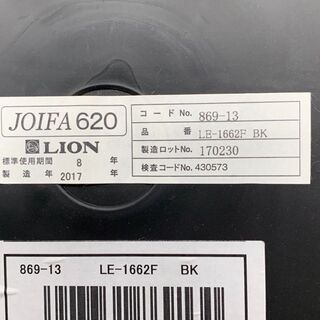 JOIFA 620
LION
標準使用期間 8 年
製造年 2017 年
コードNo. 869-13
品番 LE-1662F BK
製造ロットNo. 170230
検査コードNo. 430573
869-13 LE-1662F BK